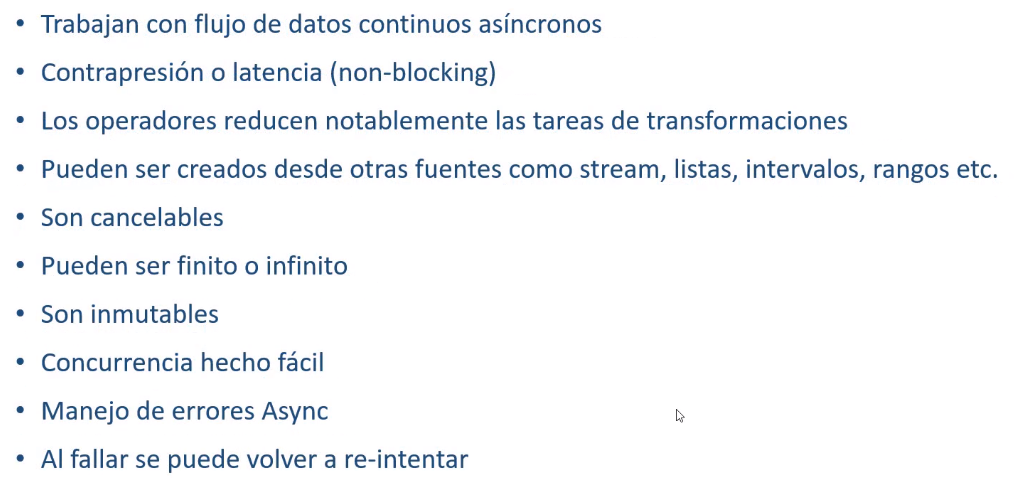 • Trabajan con flujo de datos continuos asíncronos
• Contrapresión o latencia (non-blocking)
• Los operadores reducen notablemente las tareas de transformaciones
• Pueden ser creados desde otras fuentes como stream, listas, intervalos, rangos etc.
• Son cancelables
• Pueden ser finito o infinito
• Son inmutables
• Concurrencia hecho fácil
• Manejo de errores Async
• Al fallar se puede volver a re-intentar